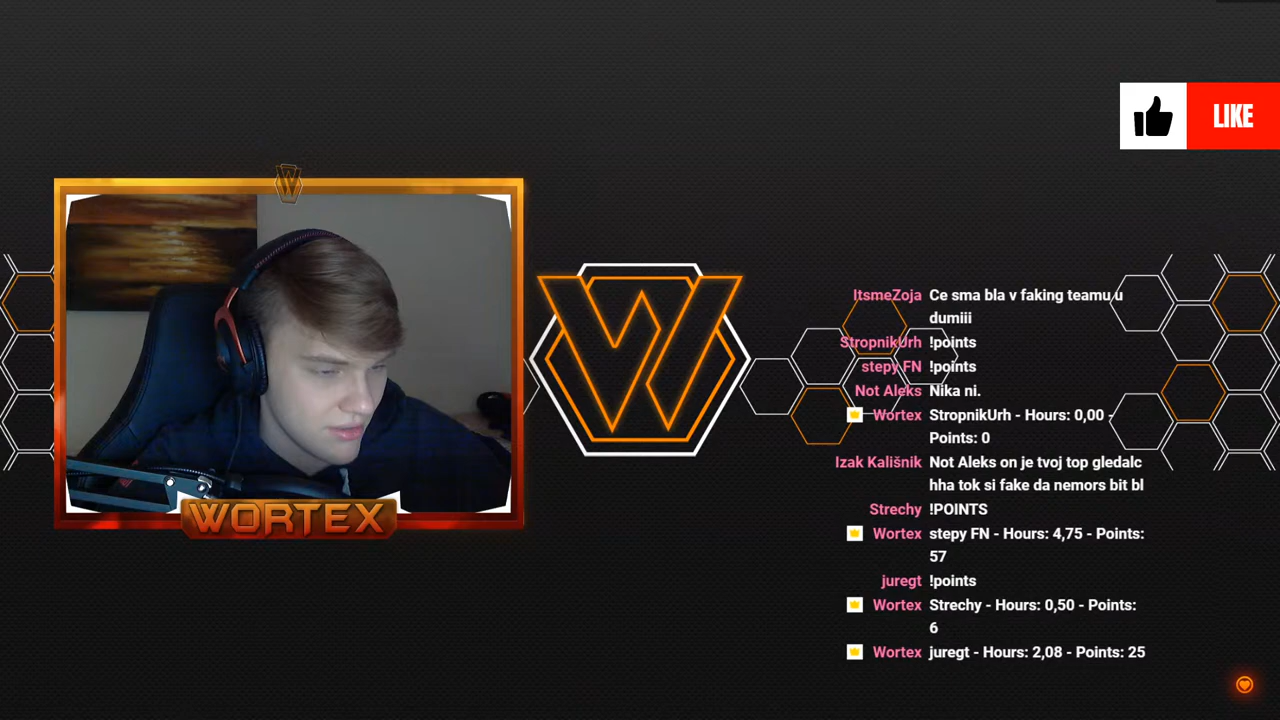 LIKE
WORTEX
ItsmeZoja Ce sma bla v faking teamu u
dumiii
StropnikUrh !points
stepy FN !points
Not Aleks Nika ni.
Wortex StropnikUrh - Hours: 0,00 -
Points: 0
Izak Kališnik Not Aleks on je tvoj top gledalc
hha tok si fake da nemors bit bl
Strechy !POINTS
Wortex stepy FN - Hours: 4,75 - Points:
57
juregt !points
Wortex Strechy - Hours: 0,50 - Points:
6
Wortex juregt - Hours: 2,08 - Points: 25